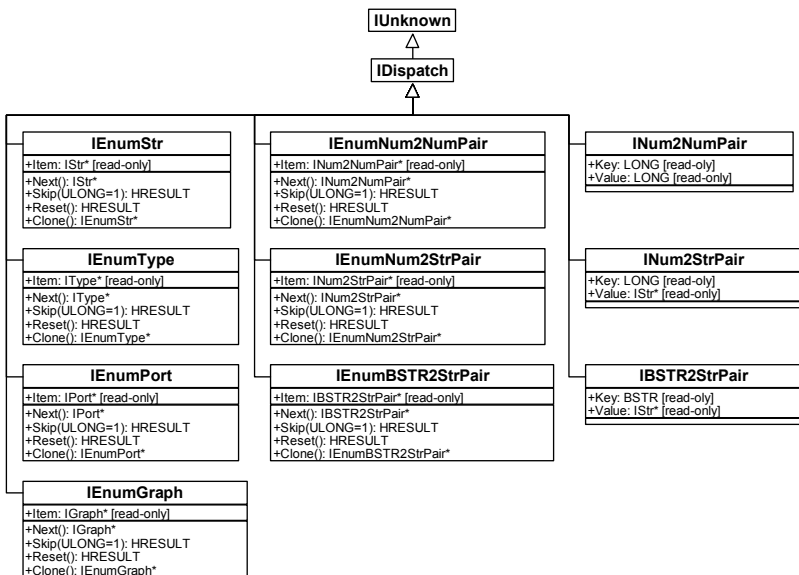 IUnknown
IDispatch
IEnumStr
+Item: IStr* [read-only]
+Next(): IStr*
+Skip(ULONG=1): HRESULT
+Reset(): HRESULT
+Clone(): IEnumStr*
IEnumNum2NumPair
+Item: INum2NumPair* [read-only]
+Next(): INum2NumPair*
+Skip(ULONG=1): HRESULT
+Reset(): HRESULT
+Clone(): IEnumNum2NumPair*
INum2NumPair
+Key: LONG [read-oly]
+Value: LONG [read-only]
IEnumType
+Item: IType* [read-only]
+Next(): IType*
+Skip(ULONG=1): HRESULT
+Reset(): HRESULT
+Clone(): IEnumType*
IEnumNum2StrPair
+Item: INum2StrPair* [read-only]
+Next(): INum2StrPair*
+Skip(ULONG=1): HRESULT
+Reset(): HRESULT
+Clone(): IEnumNum2StrPair*
INum2StrPair
+Key: LONG [read-oly]
+Value: IStr* [read-only]
IEnumPort
+Item: IPort* [read-only]
+Next(): IPort*
+Skip(ULONG=1): HRESULT
+Reset(): HRESULT
+Clone(): IEnumPort*
IEnumBSTR2StrPair
+Item: IBSTR2StrPair* [read-only]
+Next(): IBSTR2StrPair*
+Skip(ULONG=1): HRESULT
+Reset(): HRESULT
+Clone(): IEnumBSTR2StrPair*
IBSTR2StrPair
+Key: BSTR [read-oly]
+Value: IStr* [read-only]
IEnumGraph
+Item: IGraph* [read-only]
+Next(): IGraph*
+Skip(ULONG=1): HRESULT
+Reset(): HRESULT
+Clone(): IEnumGraph*